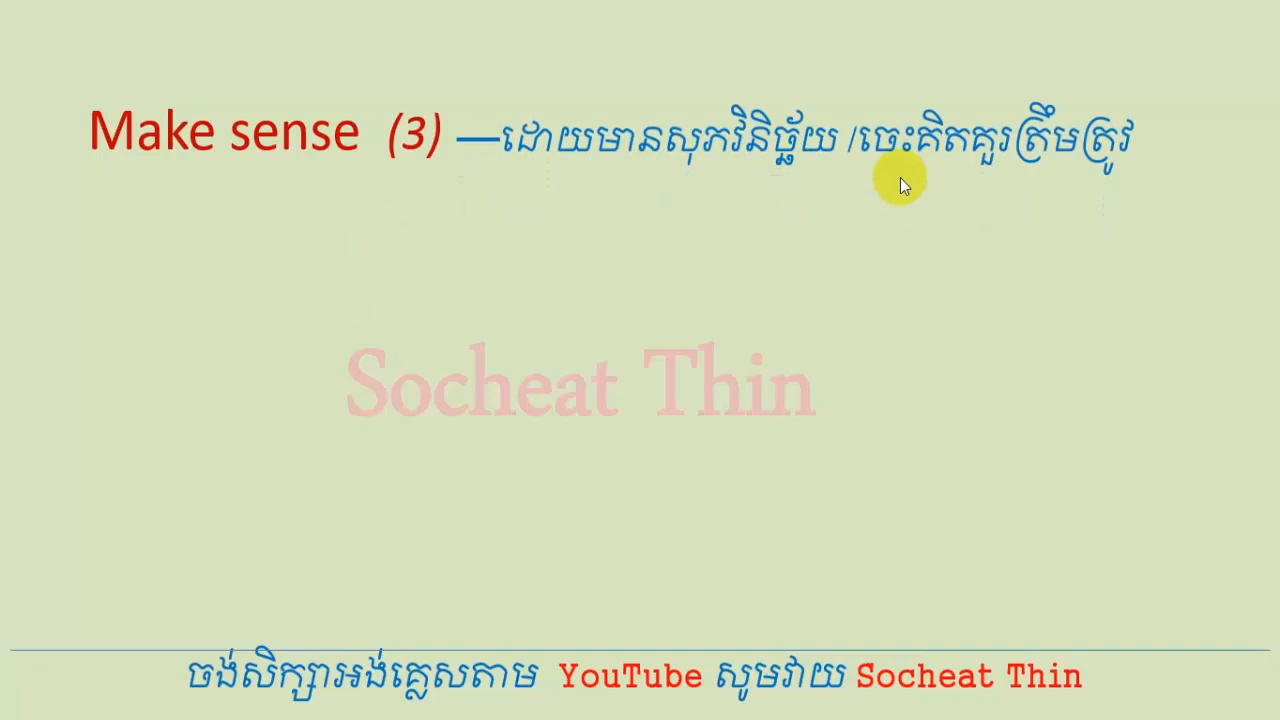 Make sense (3) —ដោយមានសុភវិនិច្ឆ័យ /ចេះគិតគួរត្រឹមត្រូវ
Socheat Thin
ចង់សិក្សាអង់គ្លេសតាម YouTube សូមវាយ Socheat Thin